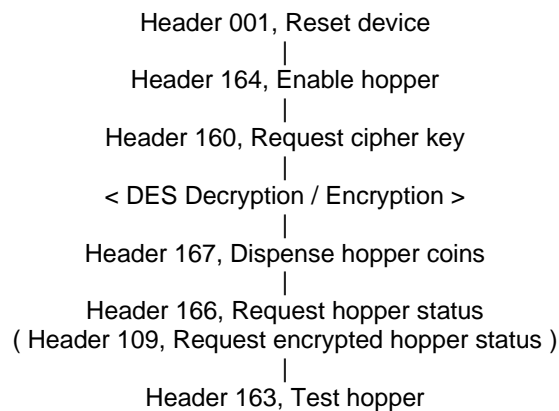 Header 001, Reset device
|
Header 164, Enable hopper
|
Header 160, Request cipher key
|
< DES Decryption / Encryption >
|
Header 167, Dispense hopper coins
|
Header 166, Request hopper status
( Header 109, Request encrypted hopper status )
|
Header 163, Test hopper